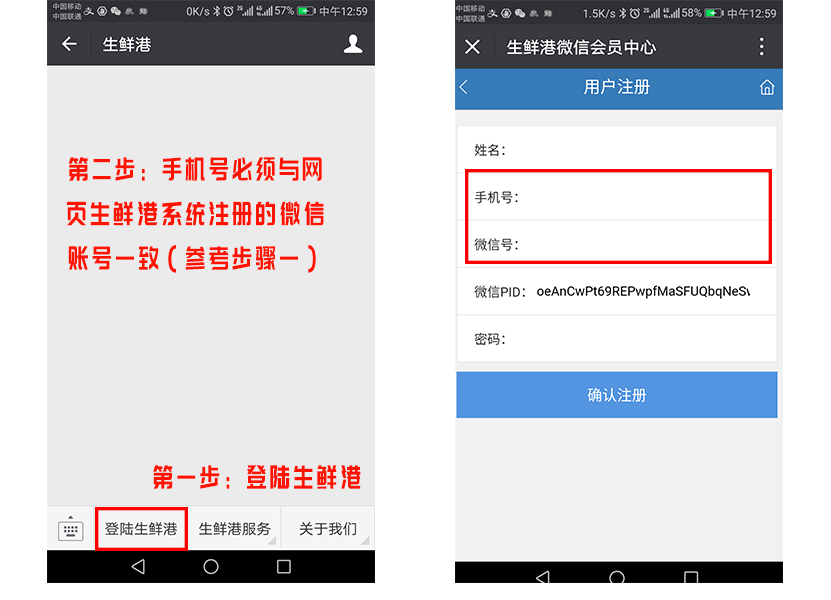 中国移动
中国联通
0K/s
2G
4G
57%
中午12:59
生鲜港
第二步：手机号必须与网
页生鲜港系统注册的微信
账号一致（参考步骤一）
第一步：登陆生鲜港
登陆生鲜港
生鲜港服务
关于我们
中国移动
中国联通
1.5K/s
2G
4G
58%
中午12:59
生鲜港微信会员中心
用户注册
姓名：
手机号：
微信号：
微信PID： oeAnCwPt69REPwpfMaSFUQbqNeSv
密码：
确认注册